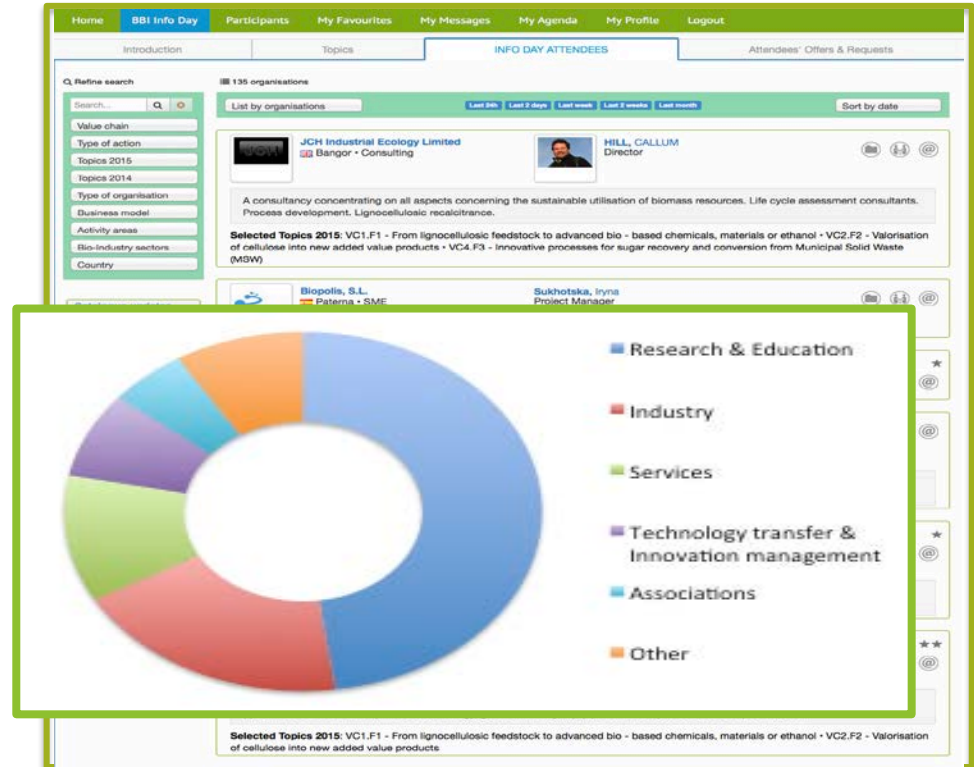 Home BBI Info Day Participants My Favourites My Messages My Agenda My Profile Logout
Introduction Topics INFO DAY ATTENDEES Attendees' Offers & Requests
Refine search
135 organisations
Search...
List by organisations Last 24h Last 2 days Last week Last 2 weeks Last month Sort by date
Value chain
Type of action
Topics 2015
Topics 2014
Type of organisation
Business model
Activity areas
Bio-Industry sectors
Country
JCH
JCH Industrial Ecology Limited
Bangor • Consulting
HILL, CALLUM
Director
A consultancy concentrating on all aspects concerning the sustainable utilisation of biomass resources. Life cycle assessment consultants.
Process development. Lignocellulosic recalcitrance.
Selected Topics 2015: VC1.F1 - From lignocellulosic feedstock to advanced bio - based chemicals, materials or ethanol • VC2.F2 - Valorisation
of cellulose into new added value products • VC4.F3 - Innovative processes for sugar recovery and conversion from Municipal Solid Waste
(MSW)
Biopolis, S.L.
Paterna • SME
Sukhotska, Iryna
Project Manager
Research & Education
Industry
Services
Technology transfer &
Innovation management
Associations
Other
Selected Topics 2015: VC1.F1 - From lignocellulosic feedstock to advanced bio - based chemicals, materials or ethanol • VC2.F2 - Valorisation
of cellulose into new added value products